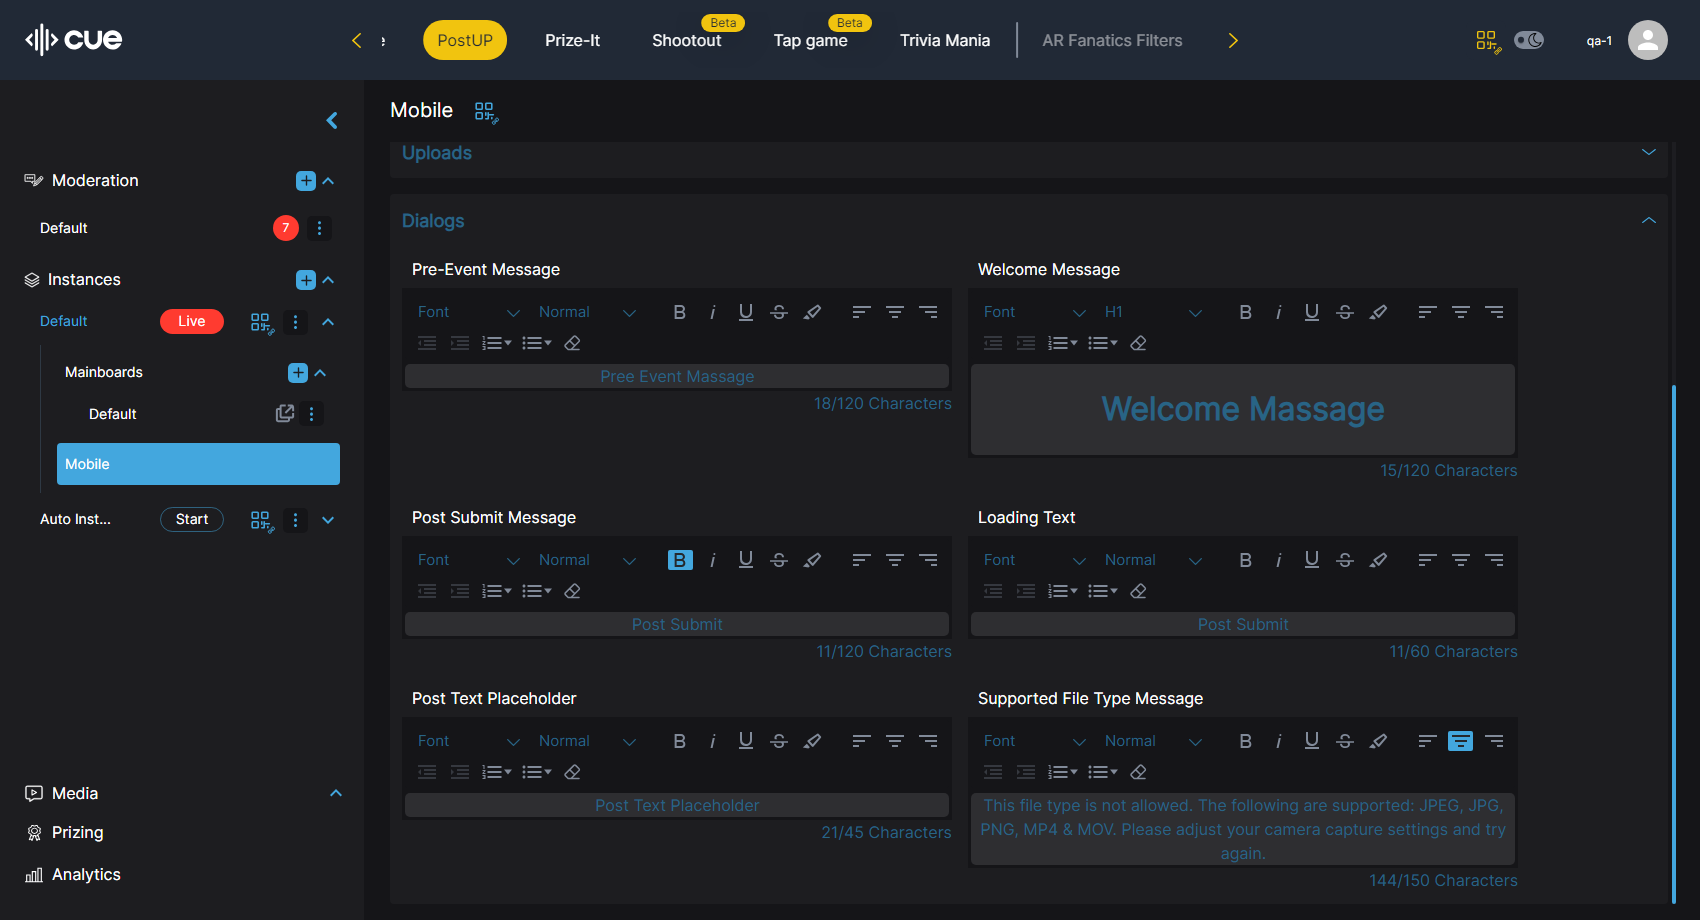 cue
e
PostUP
Prize-It
Beta
Shootout
Beta
Tap game
Trivia Mania
AR Fanatics Filters
qa-1
Moderation
Default
7
Instances
Default
Live
Mainboards
Default
Mobile
Auto Inst...
Start
Media
Prizing
Analytics
Mobile
Uploads
Dialogs
Pre-Event Message
Font
Normal
B i U S
Pree Event Massage
18/120 Characters
Welcome Message
Font
H1
B i U S
Welcome Massage
15/120 Characters
Post Submit Message
Font
Normal
B i U S
Post Submit
11/120 Characters
Loading Text
Font
Normal
B i U S
Post Submit
11/60 Characters
Post Text Placeholder
Font
Normal
B i U S
Post Text Placeholder
21/45 Characters
Supported File Type Message
Font
Normal
B i U S
This file type is not allowed. The following are supported: JPEG, JPG,
PNG, MP4 & MOV. Please adjust your camera capture settings and try
again.
144/150 Characters